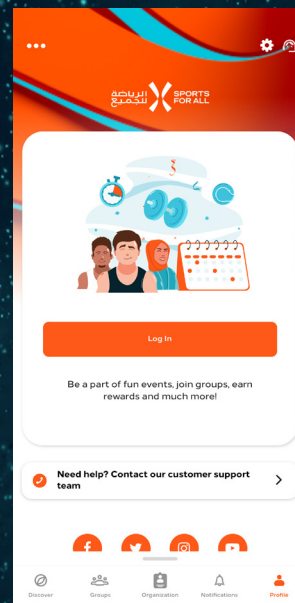 الرياضة للجميع
SPORTS FOR ALL
Log In
Be a part of fun events, join groups, earn
rewards and much more!
Need help? Contact our customer support
team
Discover
Groups
Organization
Notifications
Profile